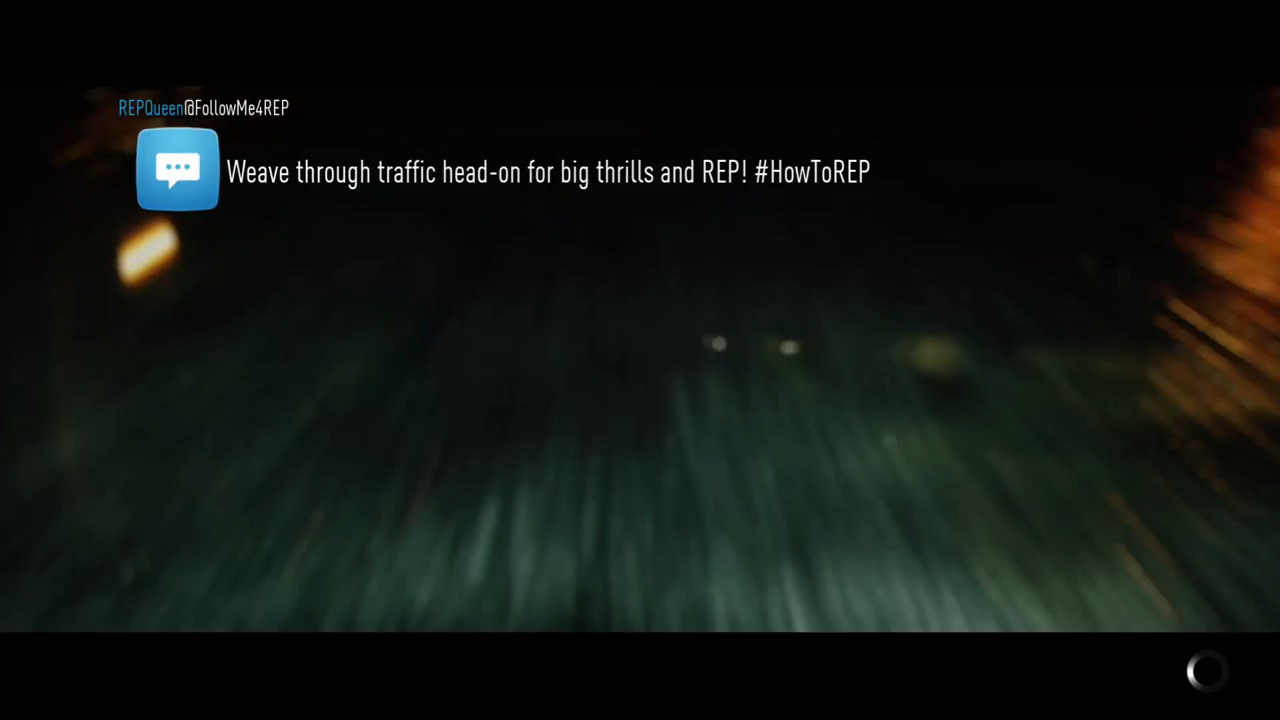 REPQueen@FollowMe4REP
Weave through traffic head-on for big thrills and REP! #HowToREP